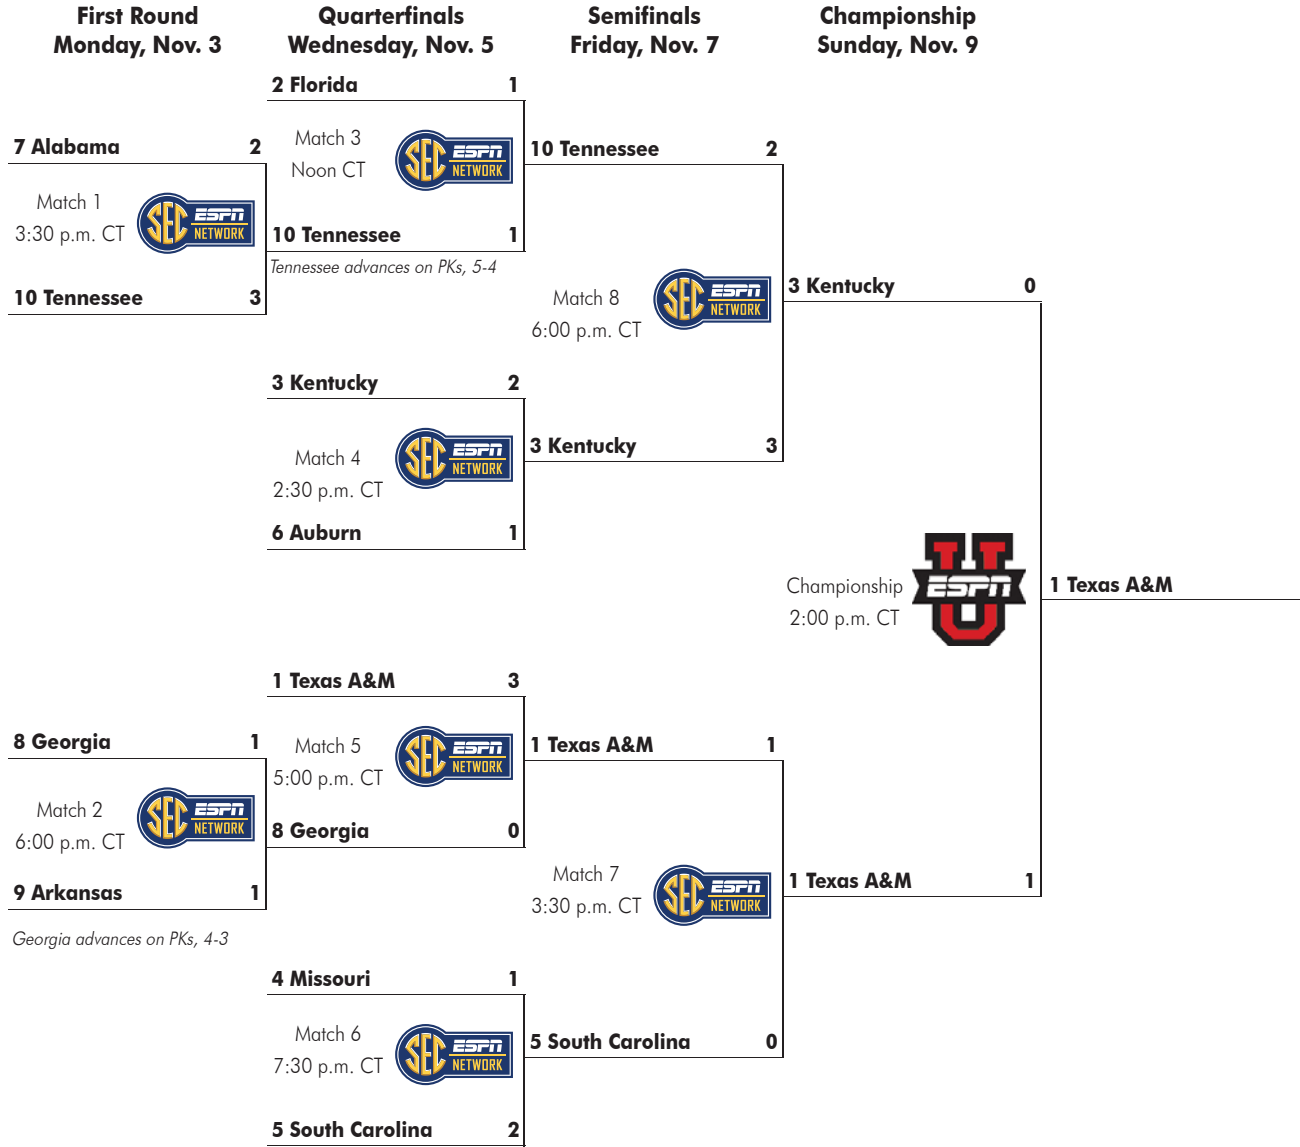 First Round
Monday, Nov. 3
Quarterfinals
Wednesday, Nov. 5
Semifinals
Friday, Nov. 7
Championship
Sunday, Nov. 9
7 Alabama 2
Match 1
3:30 p.m. CT
SEC ESPN NETWORK
10 Tennessee 3
8 Georgia 1
Match 2
6:00 p.m. CT
SEC ESPN NETWORK
9 Arkansas 1
Georgia advances on PKs, 4-3
2 Florida 1
Match 3
Noon CT
SEC ESPN NETWORK
10 Tennessee 1
Tennessee advances on PKs, 5-4
3 Kentucky 2
Match 4
2:30 p.m. CT
SEC ESPN NETWORK
6 Auburn 1
1 Texas A&M 3
Match 5
5:00 p.m. CT
SEC ESPN NETWORK
8 Georgia 0
4 Missouri 1
Match 6
7:30 p.m. CT
SEC ESPN NETWORK
5 South Carolina 2
10 Tennessee 2
Match 8
6:00 p.m. CT
SEC ESPN NETWORK
3 Kentucky 3
1 Texas A&M 1
Match 7
3:30 p.m. CT
SEC ESPN NETWORK
5 South Carolina 0
3 Kentucky 0
Championship
2:00 p.m. CT
U ESPN
1 Texas A&M 1
1 Texas A&M